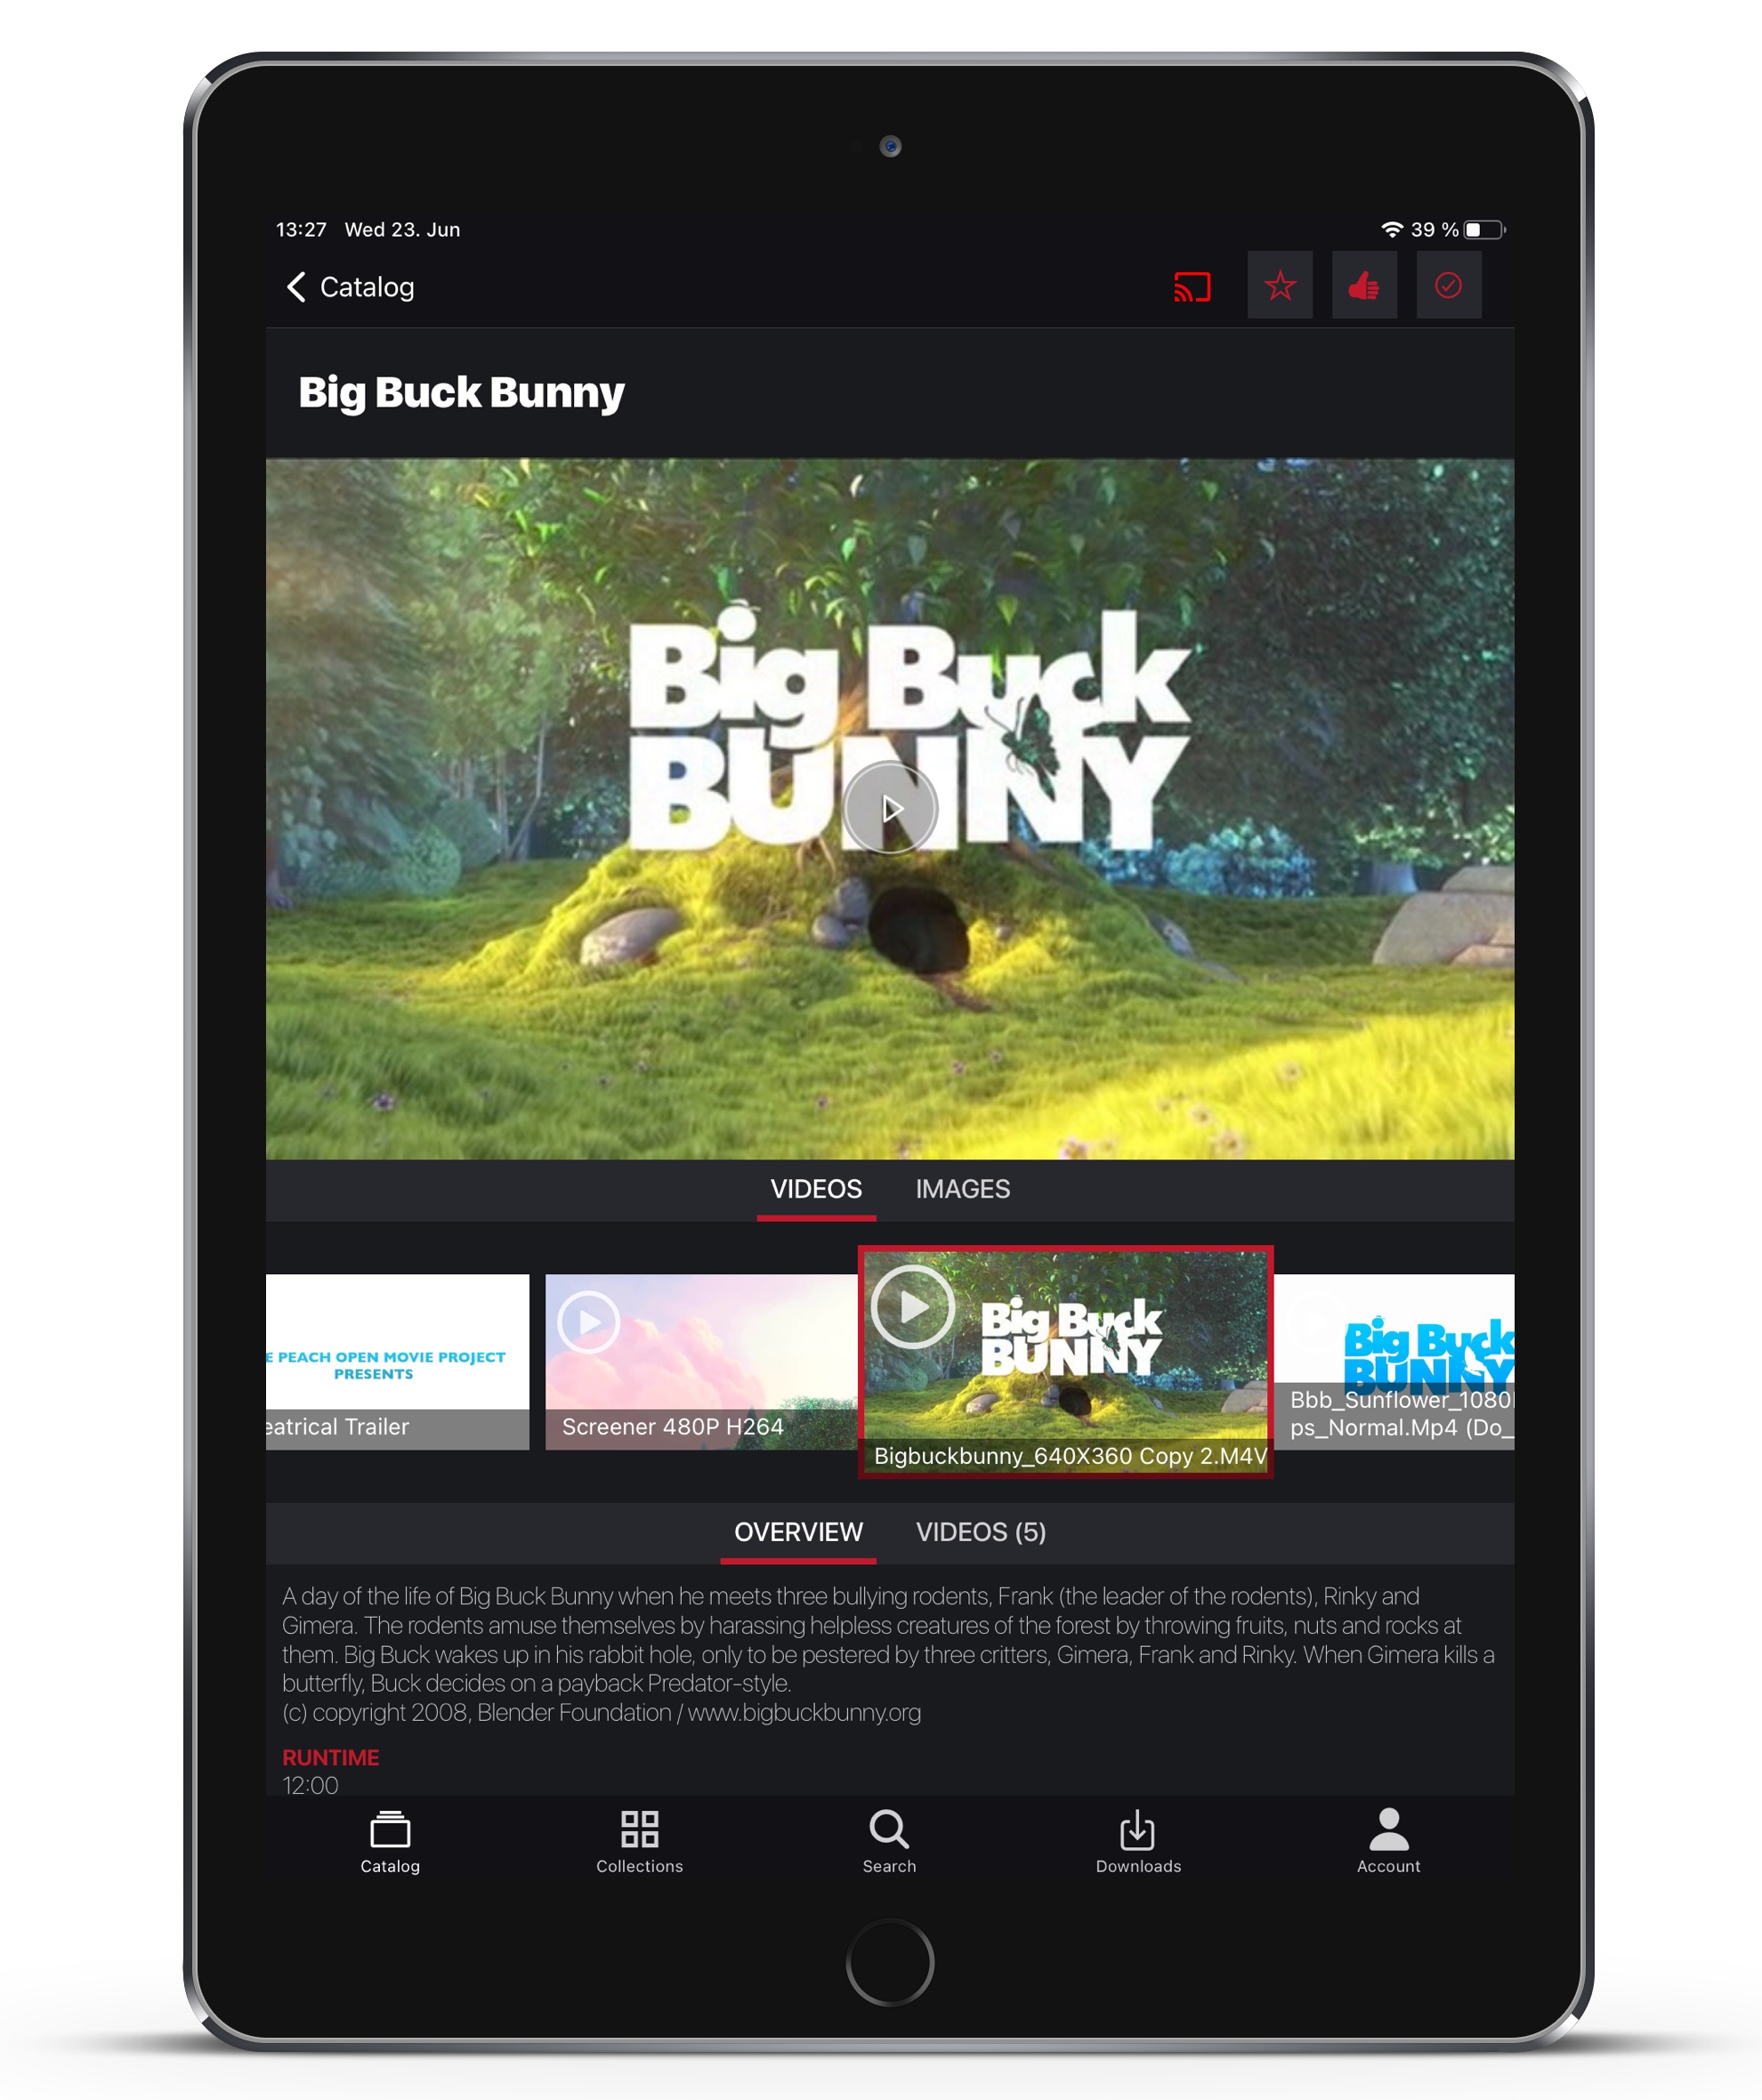 13:27 Wed 23. Jun
39 %
Catalog
Big Buck Bunny
Big Buck
BUNNY
VIDEOS IMAGES
E PEACH OPEN MOVIE PROJECT
PRESENTS
eatrical Trailer
Screener 480P H264
Big Buck
BUNNY
Bigbuckbunny_640X360 Copy 2.M4V
Big Buck
BUNNY
Bbb_Sunflower_1080
ps_Normal.Mp4 (Do_
OVERVIEW VIDEOS (5)
A day of the life of Big Buck Bunny when he meets three bullying rodents, Frank (the leader of the rodents), Rinky and
Gimera. The rodents amuse themselves by harassing helpless creatures of the forest by throwing fruits, nuts and rocks at
them. Big Buck wakes up in his rabbit hole, only to be pestered by three critters, Gimera, Frank and Rinky. When Gimera kills a
butterfly, Buck decides on a payback Predator-style.
(c) copyright 2008, Blender Foundation / www.bigbuckbunny.org
RUNTIME
12:00
Catalog Collections Search Downloads Account